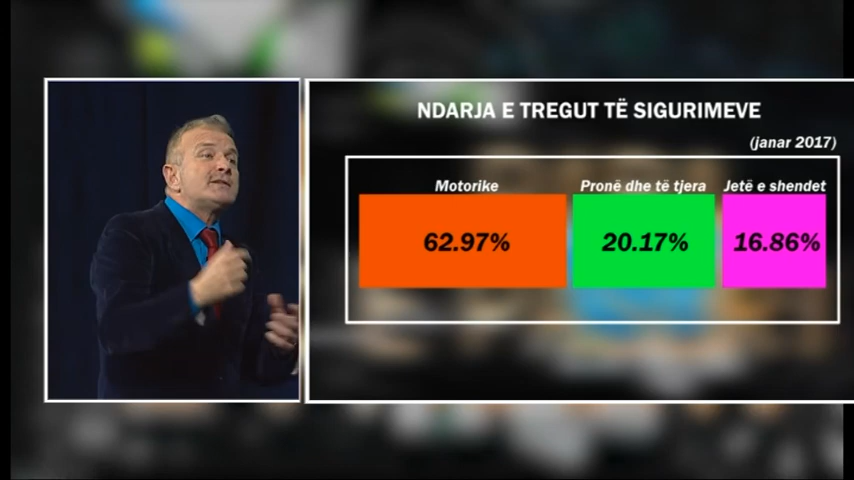 NDARJA E TREGUT TË SIGURIMEVE
(janar 2017)
Motorike Pronë dhe të tjera Jetë e shendet
62.97% 20.17% 16.86%